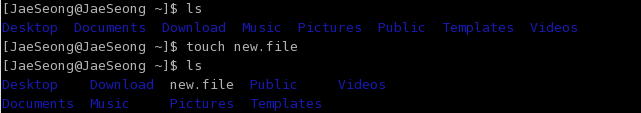 [JaeSeong@JaeSeong ~]$ ls
Desktop  Documents  Download  Music  Pictures  Public  Templates  Videos
[JaeSeong@JaeSeong ~]$ touch new.file
[JaeSeong@JaeSeong ~]$ ls
Desktop    Download  new.file  Public     Videos
Documents  Music     Pictures  Templates